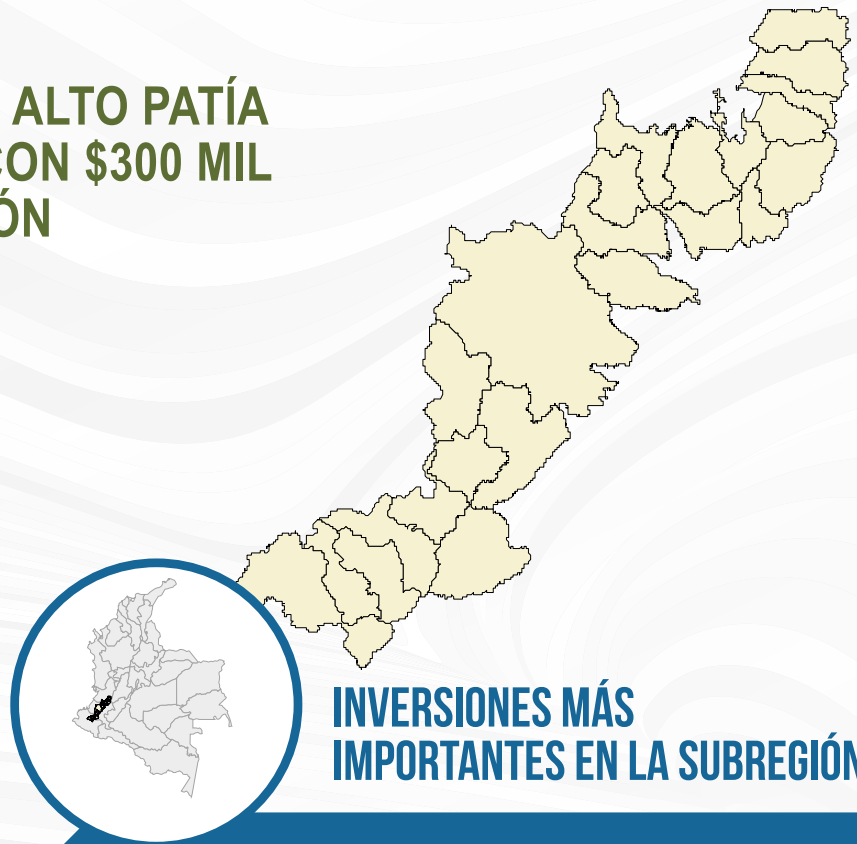 ALTO PATÍA
CON $300 MIL
ÓN
INVERSIONES MÁS
IMPORTANTES EN LA SUBREGIÓN